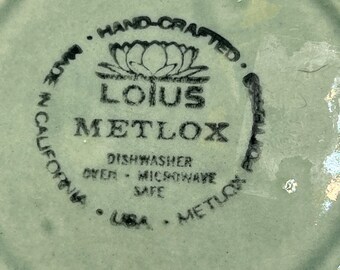 MADE IN CALIFORNIA · HAND-CRAFTED · METLOX · USA ·
LOTUS
METLOX
DISHWASHER
OVEN - MICROWAVE
SAFE